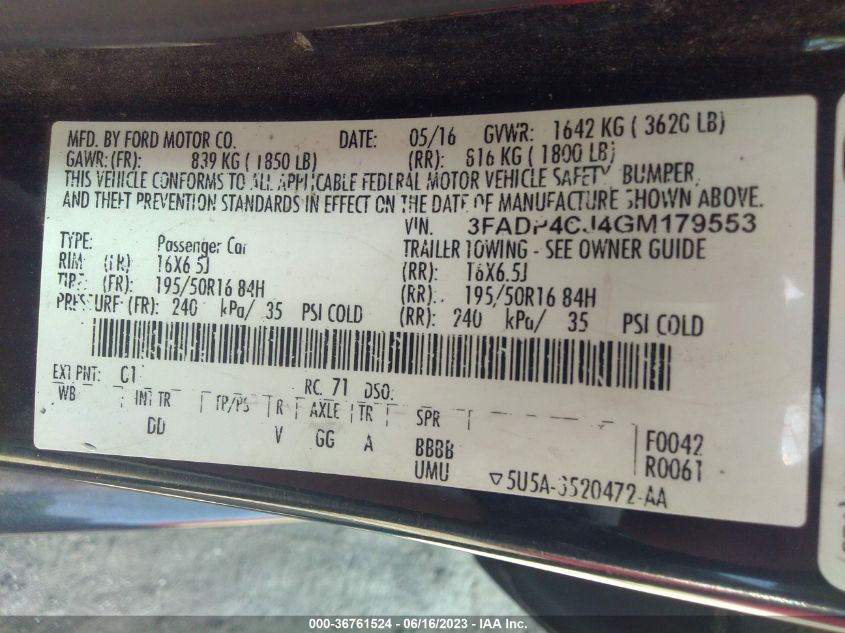 MFD. BY FORD MOTOR CO. DATE: 05/16 GVWR: 1642 KG ( 3620 LB)
GAWR: (FR): 839 KG ( 1850 LB) (RR): 816 KG ( 1800 LB)
THIS VEHICLE CONFORMS TO ALL APPLICABLE FEDERAL MOTOR VEHICLE SAFETY, BUMPER,
AND THEFT PREVENTION STANDARDS IN EFFECT ON THE DATE OF MANUFACTURE SHOWN ABOVE.
VIN: 3FADP4CJ4GM179553
TYPE: Passenger Car TRAILER TOWING - SEE OWNER GUIDE
RIM: (FR) 16X6.5J (RR): 16X6.5J
TIRE: (FR): 195/50R16 84H (RR): 195/50R16 84H
PRESSURE: (FR): 240 kPa/ 35 PSI COLD (RR): 240 kPa/ 35 PSI COLD
EXT PNT: RC: 71 DSO:
WB INT TR TP/PS R AXLE TR SPR
DD V GG A BBBB F0042
UMU R0061
5U5A-3520472-AA
000-36761524 | 06/16/2023 | IAA Inc.